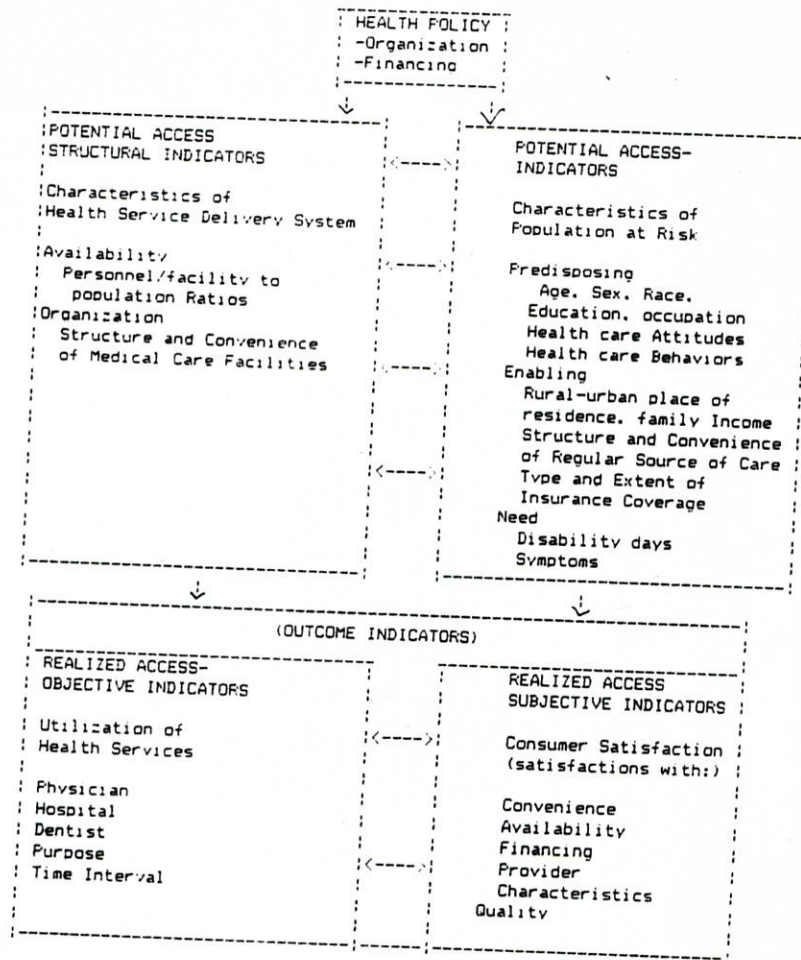 HEALTH POLICY
-Organization
-Financing
POTENTIAL ACCESS
STRUCTURAL INDICATORS
Characteristics of
Health Service Delivery System
Availability
Personnel/facility to
population Ratios
Organization
Structure and Convenience
of Medical Care Facilities
POTENTIAL ACCESS-
INDICATORS
Characteristics of
Population at Risk
Predisposing
Age. Sex. Race.
Education. occupation
Health care Attitudes
Health care Behaviors
Enabling
Rural-urban place of
residence. family Income
Structure and Convenience
of Regular Source of Care
Type and Extent of
Insurance Coverage
Need
Disability days
Symptoms
(OUTCOME INDICATORS)
REALIZED ACCESS-
OBJECTIVE INDICATORS
Utilization of
Health Services
Physician
Hospital
Dentist
Purpose
Time Interval
REALIZED ACCESS
SUBJECTIVE INDICATORS
Consumer Satisfaction
(satisfactions with:)
Convenience
Availability
Financing
Provider
Characteristics
Quality